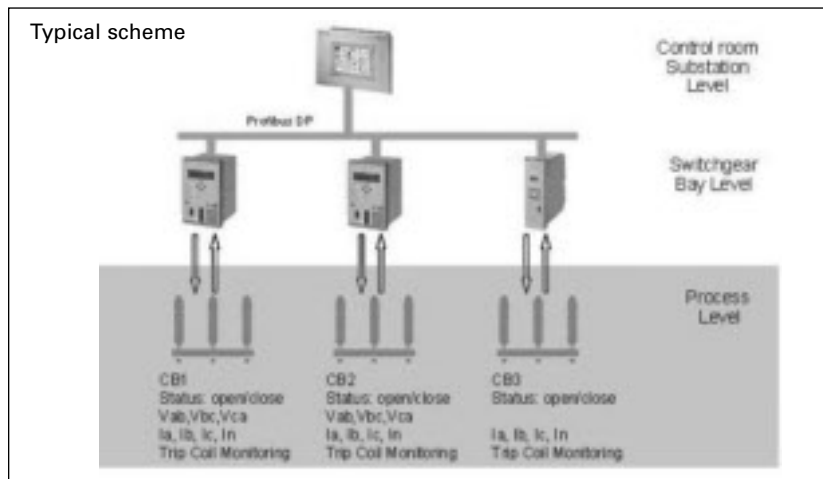 Typical scheme
Control room
Substation
Level
Profibus DP
Switchgear
Bay Level
Process
Level
CB1
Status: open/close
Vab,Vbc,Vca
Ia, Ib, Ic, In
Trip Coil Monitoring
CB2
Status: open/close
Vab,Vbc,Vca
Ia, Ib, Ic, In
Trip Coil Monitoring
CB3
Status: open/close
Ia, Ib, Ic, In
Trip Coil Monitoring